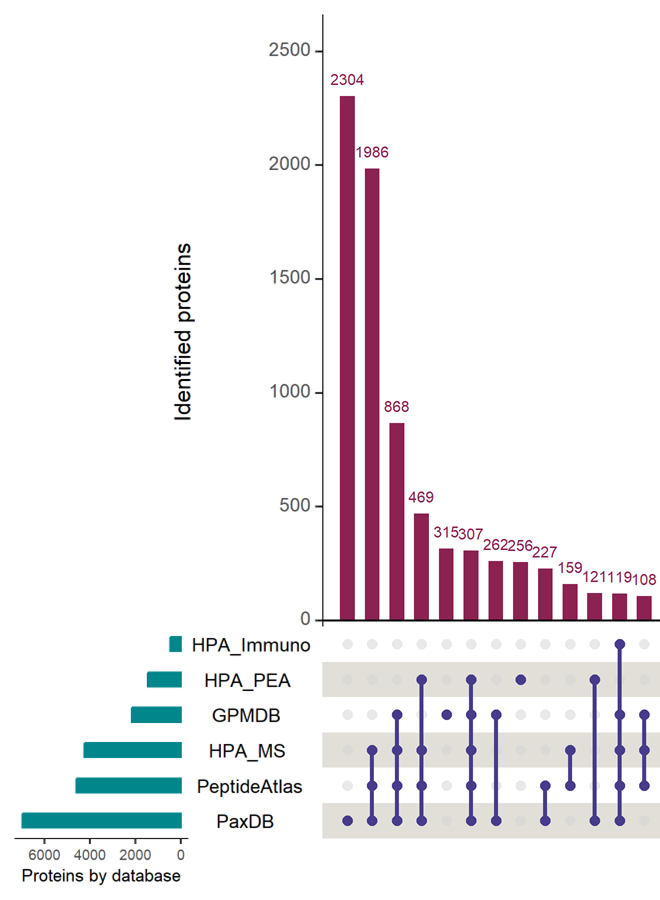 2500
2000
1500
1000
500
0
Identified proteins
2304
1986
868
469
315
307
262
256
227
159
121
119
108
HPA_Immuno
HPA_PEA
GPMDB
HPA_MS
PeptideAtlas
PaxDB
6000 4000 2000 0
Proteins by database